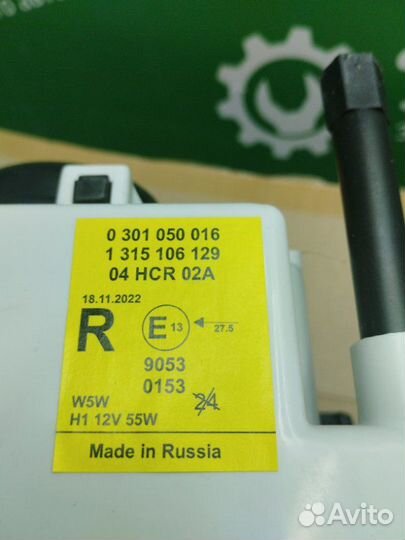 0 301 050 016
1 315 106 129
04 HCR 02A
18.11.2022
R E 13 27.5
9053
0153
W5W 24
H1 12V 55W
Made in Russia
Avito